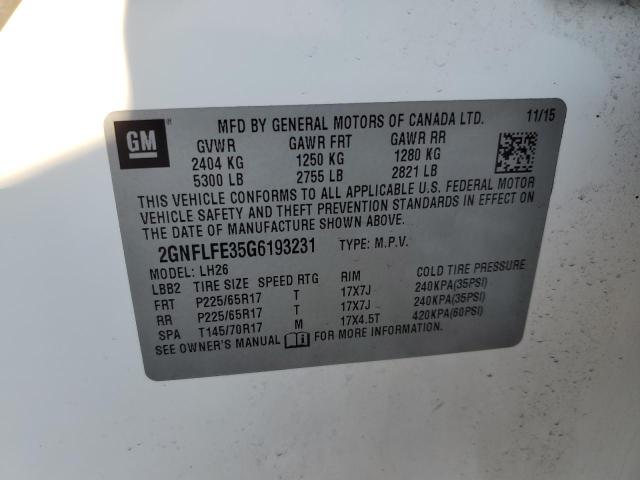 GM
MFD BY GENERAL MOTORS OF CANADA LTD. 11/15
GVWR GAWR FRT GAWR RR
2404 KG 1250 KG 1280 KG
5300 LB 2755 LB 2821 LB
THIS VEHICLE CONFORMS TO ALL APPLICABLE U.S. FEDERAL MOTOR
VEHICLE SAFETY AND THEFT PREVENTION STANDARDS IN EFFECT ON
THE DATE OF MANUFACTURE SHOWN ABOVE.
2GNFLFE35G6193231 TYPE: M.P.V.
MODEL: LH26
LBB2 TIRE SIZE SPEED RTG RIM COLD TIRE PRESSURE
FRT P225/65R17 T 17X7J 240KPA(35PSI)
RR P225/65R17 T 17X7J 240KPA(35PSI)
SPA T145/70R17 M 17X4.5T 420KPA(60PSI)
SEE OWNER'S MANUAL FOR MORE INFORMATION.